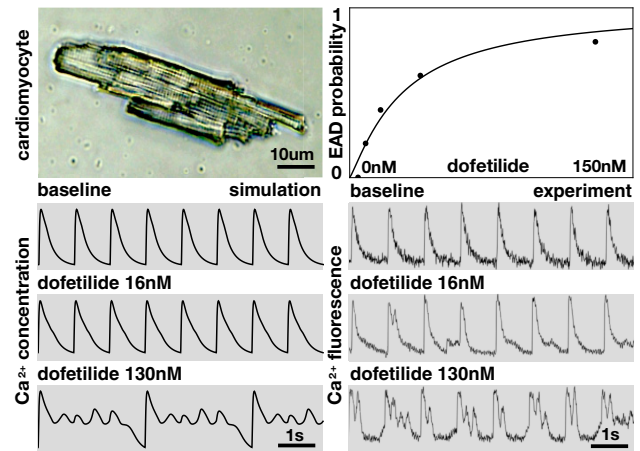 cardiomyocyte
10um
EAD probability
1
0
0nM dofetilide 150nM
baseline simulation
dofetilide 16nM
dofetilide 130nM
Ca²⁺ concentration
1s
baseline experiment
dofetilide 16nM
dofetilide 130nM
Ca²⁺ fluorescence
1s